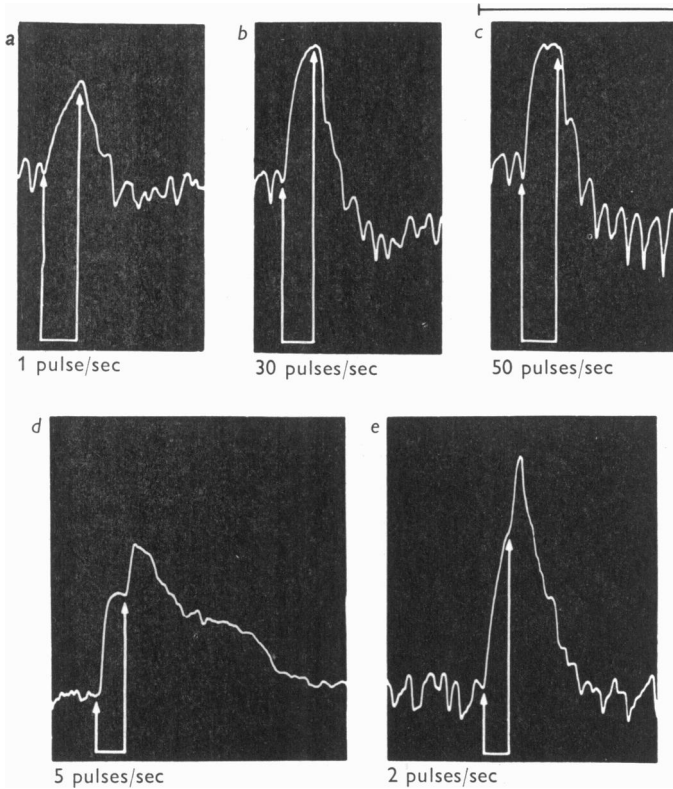 a
b
c
1 pulse/sec
30 pulses/sec
50 pulses/sec
d
e
5 pulses/sec
2 pulses/sec